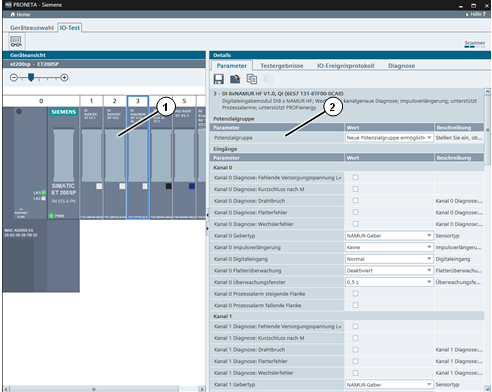 PRONETA - Siemens
Home
Hilfe
Geräteauswahl
IO-Test
Scanner
Geräteansicht
et200sp - ET200SP
0
1
2
3
4
5
SIEMENS
SIMATIC
ET 200SP
LK1
LK2
PWR
MAC ADDRESS
1
2
Details
Parameter
Testergebnisse
IO-Ereignisprotokoll
Diagnose
3 - DI 8xNAMUR HF V1.0, QI (6ES7 131-6TF00-0CA0)
Digitaleingabemodul DI8 x NAMUR HF; kanalgenaue Diagnose; Impulsverlängerung; unterstützt
Prozessalarme; unterstützt PROFIenergy
Potenzialgruppe
Parameter Wert Beschreibung
Potenzialgruppe Neue Potenzialgruppe ermöglich Stellen Sie ein, ob...
Eingänge
Parameter Wert Beschreibung
Kanal 0
Kanal 0 Diagnose: Fehlende Versorgungsspannung L+
Kanal 0 Diagnose: Kurzschluss nach M
Kanal 0 Diagnose: Drahtbruch Kanal 0 Diagnose:...
Kanal 0 Diagnose: Flatterfehler Kanal 0 Diagnose:...
Kanal 0 Diagnose: Wechslerfehler Kanal 0 Diagnose:...
Kanal 0 Gebertyp NAMUR-Geber Sensortyp
Kanal 0 Impulsverlängerung Keine Impulsverlängeru...
Kanal 0 Digitaleingang Normal Digitaleingang
Kanal 0 Flatterüberwachung Deaktiviert Flatterüberwachu...
Kanal 0 Überwachungsfenster 0,5 s Überwachungsfe...
Kanal 0 Prozessalarm steigende Flanke
Kanal 0 Prozessalarm fallende Flanke
Kanal 1
Kanal 1 Diagnose: Fehlende Versorgungsspannung L+
Kanal 1 Diagnose: Kurzschluss nach M
Kanal 1 Diagnose: Drahtbruch Kanal 1 Diagnose:...
Kanal 1 Diagnose: Flatterfehler Kanal 1 Diagnose:...
Kanal 1 Diagnose: Wechslerfehler Kanal 1 Diagnose:...
Kanal 1 Gebertyp NAMUR-Geber Sensortyp